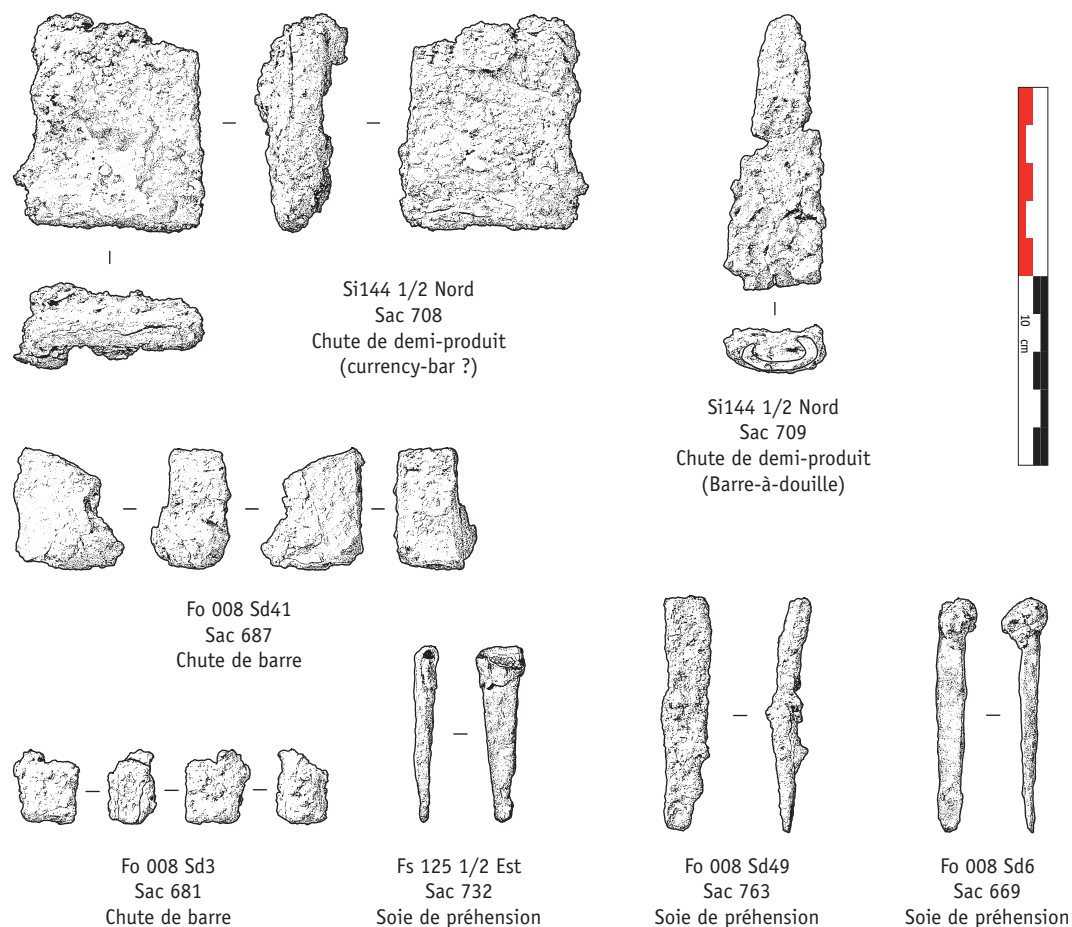 Si144 1/2 Nord
Sac 708
Chute de demi-produit
(currency-bar ?)
Si144 1/2 Nord
Sac 709
Chute de demi-produit
(Barre-à-douille)
10 cm
Fo 008 Sd41
Sac 687
Chute de barre
Fo 008 Sd3
Sac 681
Chute de barre
Fs 125 1/2 Est
Sac 732
Soie de préhension
Fo 008 Sd49
Sac 763
Soie de préhension
Fo 008 Sd6
Sac 669
Soie de préhension